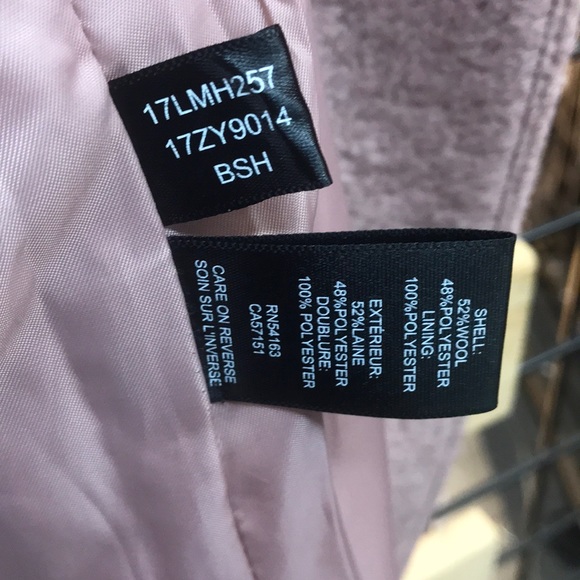 17LMH257
17ZY9014
BSH
SHELL:
52%WOOL
48%POLYESTER
LINING:
100%POLYESTER
EXTÉRIEUR:
52%LAINE
48%POLYESTER
DOUBLURE:
100% POLYESTER
RN54163
CA57151
CARE ON REVERSE
SOIN SUR L'INVERSE